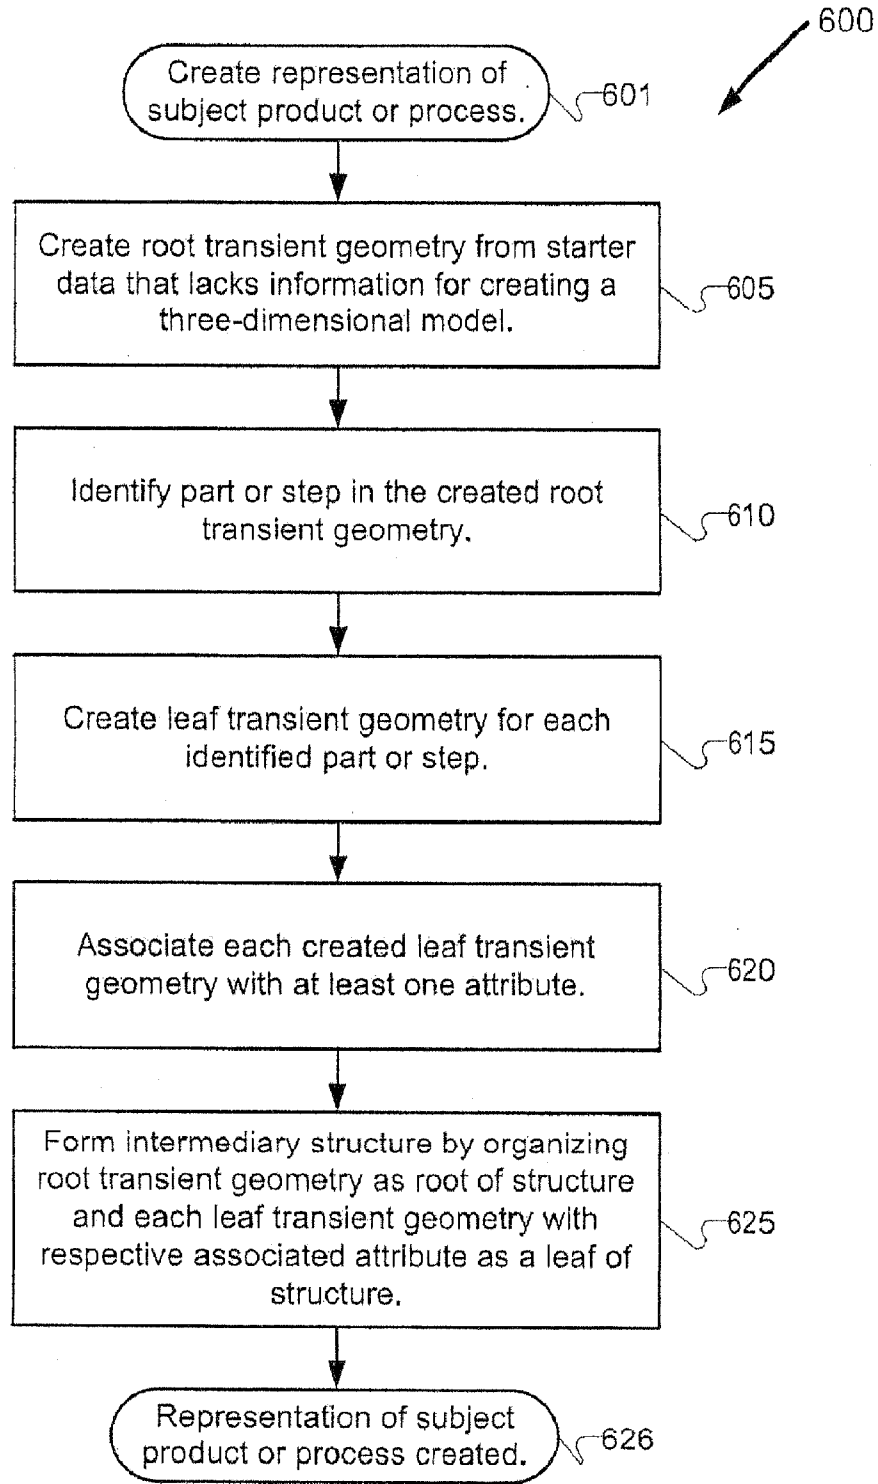 600
Create representation of
subject product or process.
601
Create root transient geometry from starter
data that lacks information for creating a
three-dimensional model.
605
Identify part or step in the created root
transient geometry.
610
Create leaf transient geometry for each
identified part or step.
615
Associate each created leaf transient
geometry with at least one attribute.
620
Form intermediary structure by organizing
root transient geometry as root of structure
and each leaf transient geometry with
respective associated attribute as a leaf of
structure.
625
Representation of subject
product or process created.
626